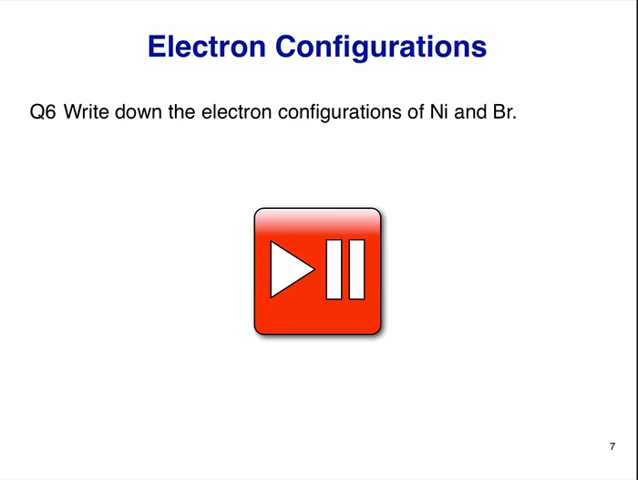 Electron Configurations
Q6 Write down the electron configurations of Ni and Br.
7